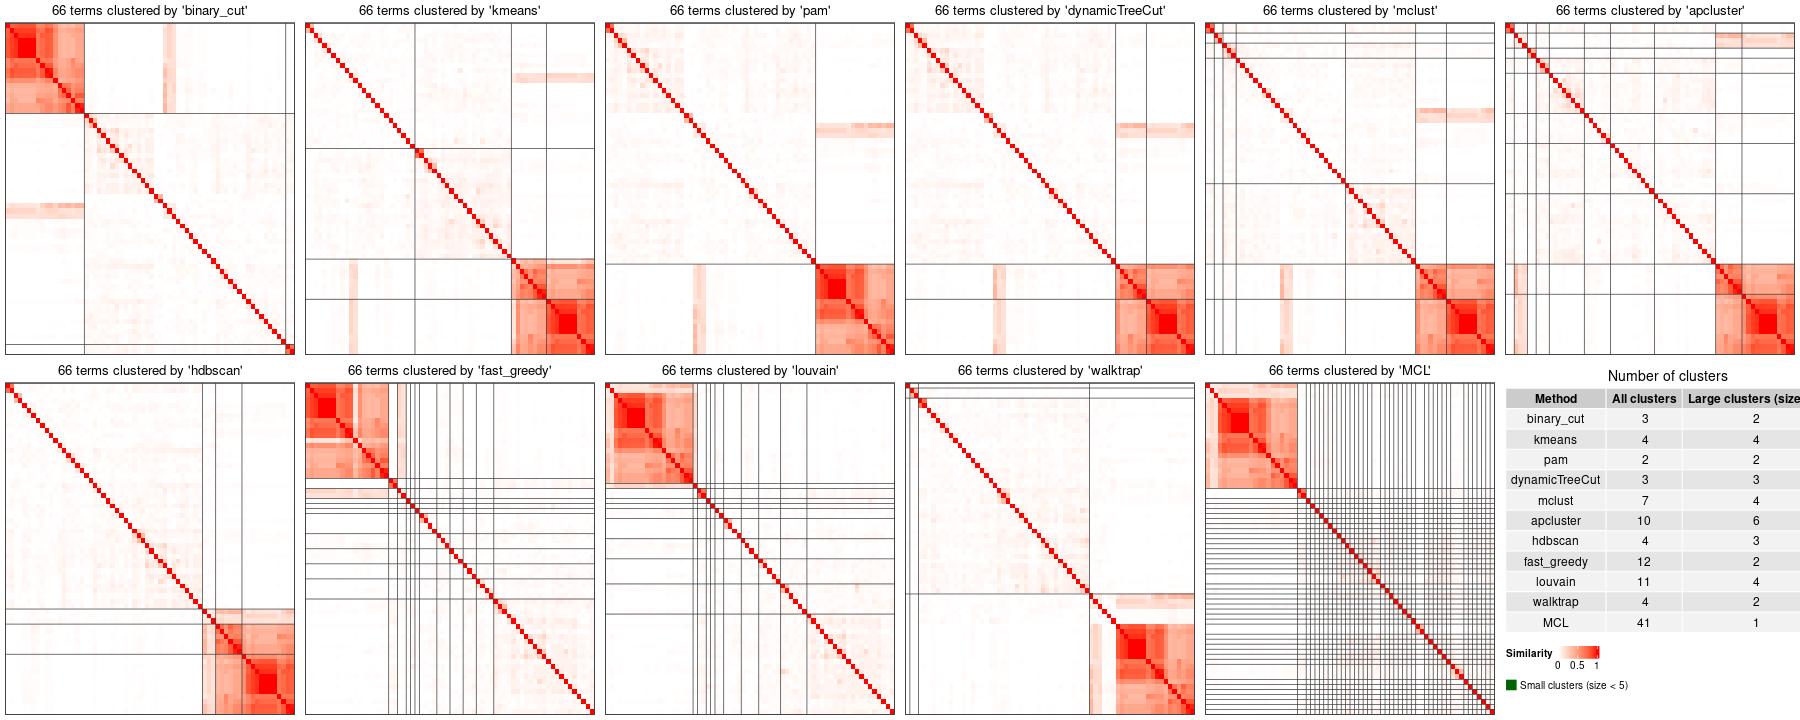 66 terms clustered by 'binary_cut'
66 terms clustered by 'kmeans'
66 terms clustered by 'pam'
66 terms clustered by 'dynamicTreeCut'
66 terms clustered by 'mclust'
66 terms clustered by 'apcluster'
66 terms clustered by 'hdbscan'
66 terms clustered by 'fast_greedy'
66 terms clustered by 'louvain'
66 terms clustered by 'walktrap'
66 terms clustered by 'MCL'
Number of clusters
Method All clusters Large clusters (size
binary_cut 3 2
kmeans 4 4
pam 2 2
dynamicTreeCut 3 3
mclust 7 4
apcluster 10 6
hdbscan 4 3
fast_greedy 12 2
louvain 11 4
walktrap 4 2
MCL 41 1
Similarity
0 0.5 1
Small clusters (size < 5)